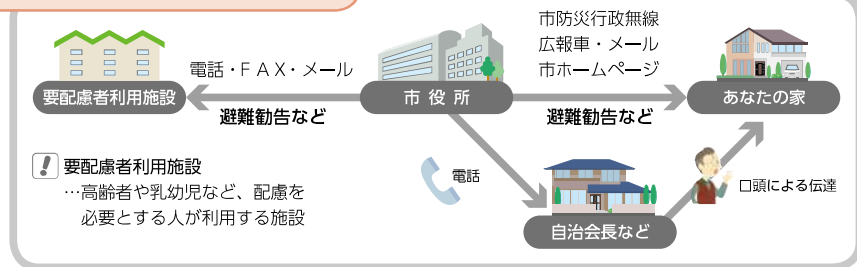 電話・FAX・メール
要配慮者利用施設
避難勧告など
市役所
市防災行政無線
広報車・メール
市ホームページ
避難勧告など
あなたの家
電話
自治会長など
口頭による伝達
! 要配慮者利用施設
…高齢者や乳幼児など、配慮を
必要とする人が利用する施設